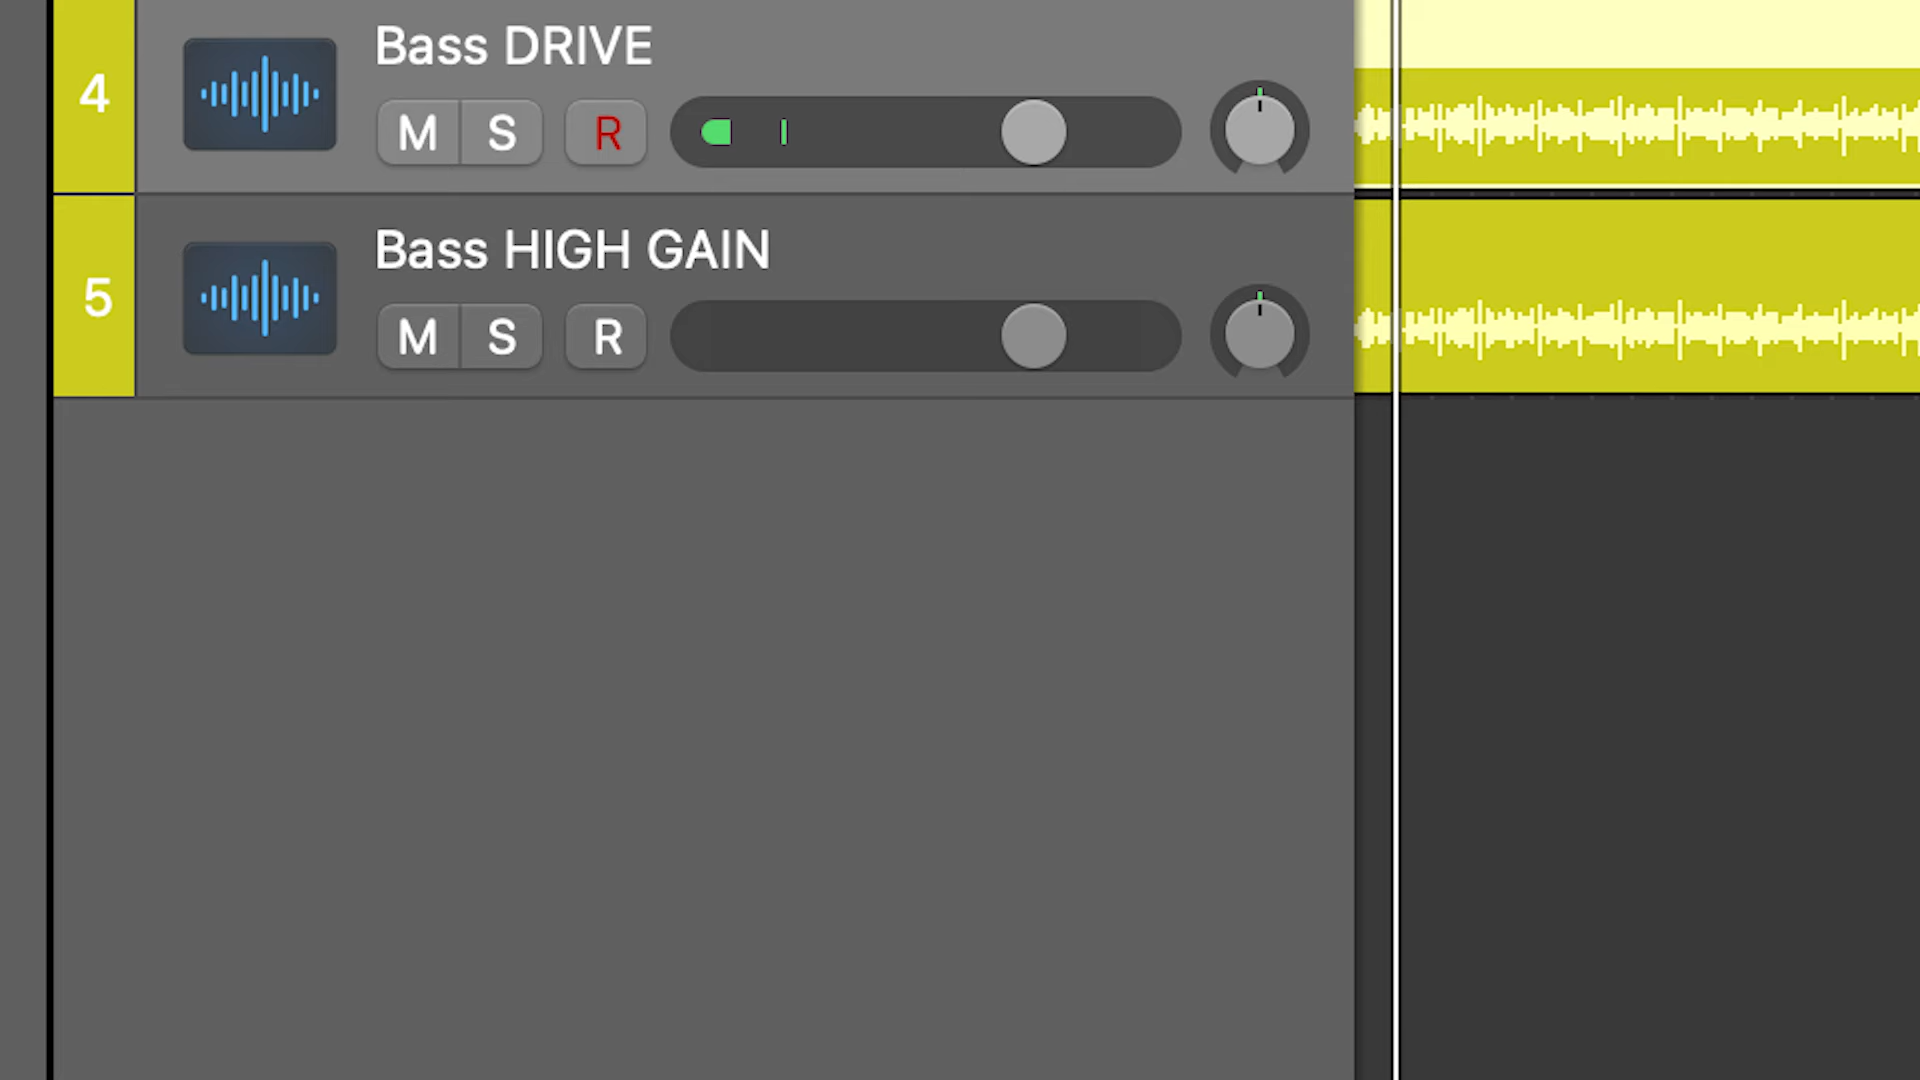 4
Bass DRIVE
M S R
5
Bass HIGH GAIN
M S R